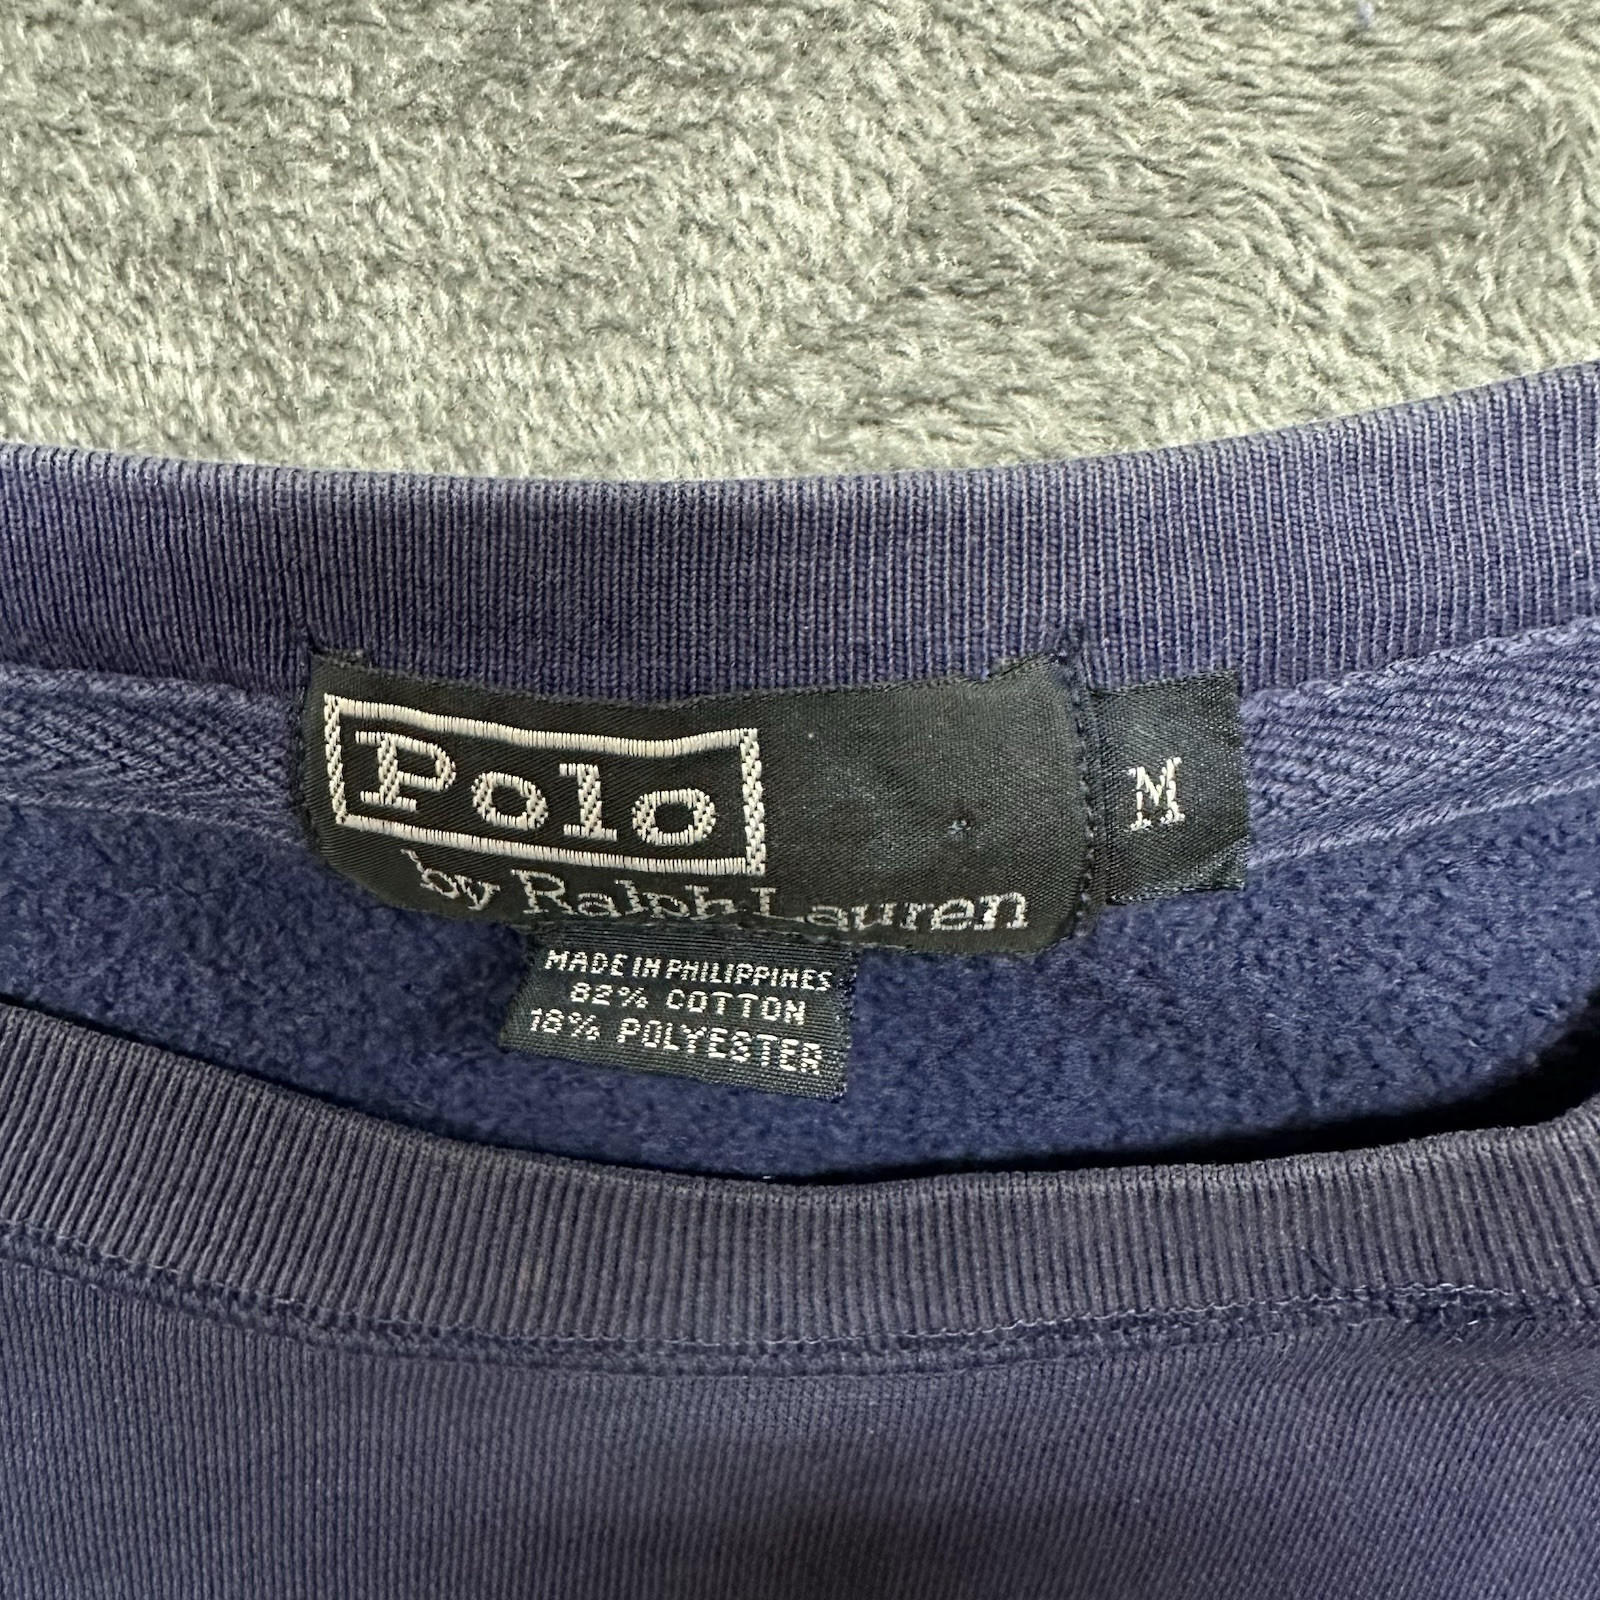 Polo
by Ralph Lauren
M
MADE IN PHILIPPINES
82% COTTON
18% POLYESTER